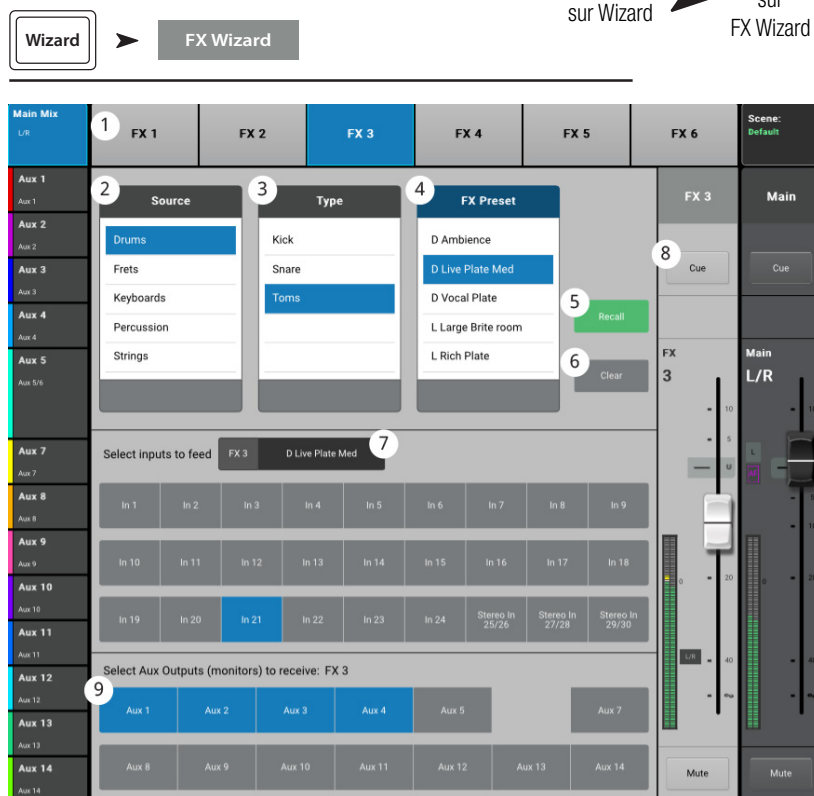 sur Wizard
sur
FX Wizard
Wizard
FX Wizard
Main Mix
L/R
1
FX 1
FX 2
FX 3
FX 4
FX 5
FX 6
Scene:
Default
Aux 1
Aux 1
Aux 2
Aux 2
Aux 3
Aux 3
Aux 4
Aux 4
Aux 5
Aux 5/6
Aux 7
Aux 7
Aux 8
Aux 8
Aux 9
Aux 9
Aux 10
Aux 10
Aux 11
Aux 11
Aux 12
Aux 12
Aux 13
Aux 13
Aux 14
Aux 14
2
Source
Drums
Frets
Keyboards
Percussion
Strings
3
Type
Kick
Snare
Toms
4
FX Preset
D Ambience
D Live Plate Med
D Vocal Plate
L Large Brite room
L Rich Plate
5
Recall
6
Clear
Select inputs to feed
FX 3
D Live Plate Med
7
In 1
In 2
In 3
In 4
In 5
In 6
In 7
In 8
In 9
In 10
In 11
In 12
In 13
In 14
In 15
In 16
In 17
In 18
In 19
In 20
In 21
In 22
In 23
In 24
Stereo In
25/26
Stereo In
27/28
Stereo In
29/30
Select Aux Outputs (monitors) to receive: FX 3
9
Aux 1
Aux 2
Aux 3
Aux 4
Aux 5
Aux 7
Aux 8
Aux 9
Aux 10
Aux 11
Aux 12
Aux 13
Aux 14
FX 3
8
Cue
FX
3
10
5
U
0
20
L/R
40
∞
Mute
Main
Cue
Main
L/R
L
M
0
Mute